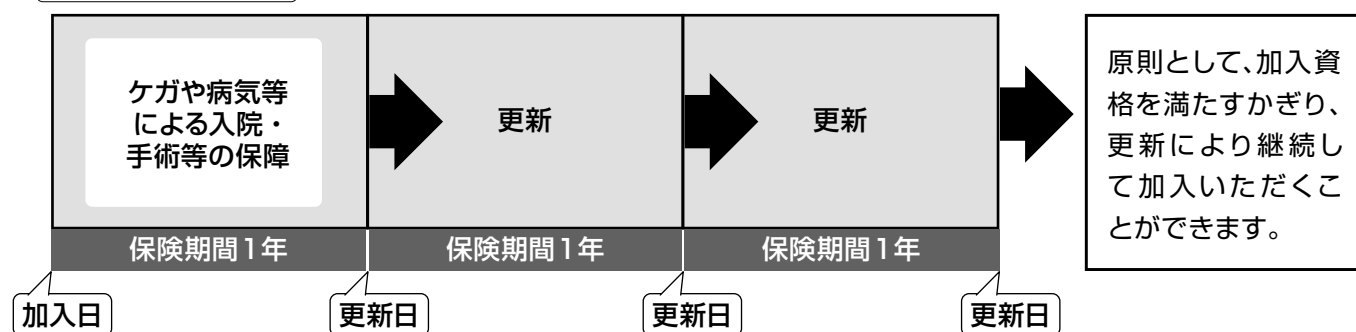 ケガや病気等
による入院・
手術等の保障
更新
更新
保険期間1年
保険期間1年
保険期間1年
加入日
更新日
更新日
更新日
原則として、加入資
格を満たすかぎり、
更新により継続し
て加入いただくこ
とができます。